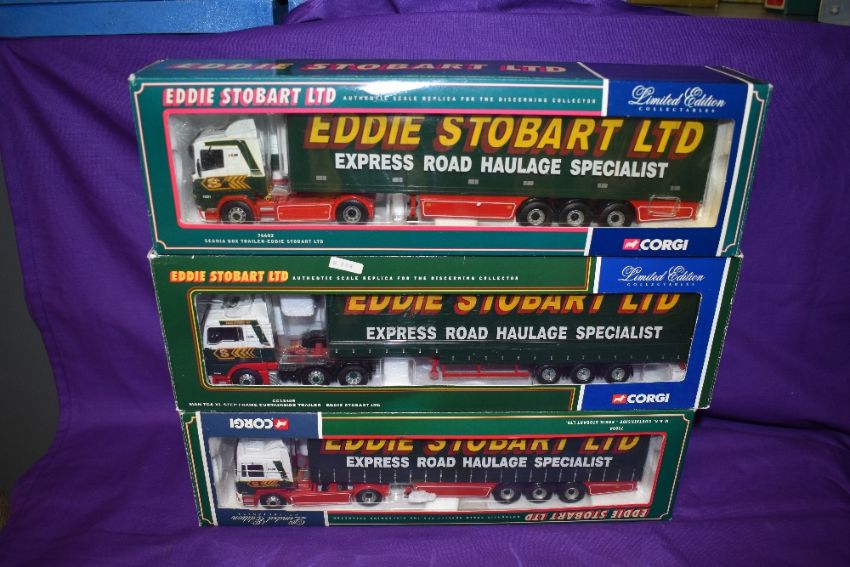 EDDIE STOBART LTD
EDDIE STOBART LTD AUTHENTIC SCALE REPLICA FOR THE DISCERNING COLLECTOR
Limited Edition
COLLECTABLES
EDDIE STOBART LTD
EXPRESS ROAD HAULAGE SPECIALIST
S
SCANIA BOX TRAILER-EDDIE STOBART LTD
CORGI
EDDIE STOBART LTD AUTHENTIC SCALE REPLICA FOR THE DISCERNING COLLECTOR
Limited Edition
COLLECTABLES
EDDIE STOBART LTD
EXPRESS ROAD HAULAGE SPECIALIST
S
CORGI
CORGI
EDDIE STOBART LTD
EXPRESS ROAD HAULAGE SPECIALIST
S
Limited Edition
EDDIE STOBART LTD